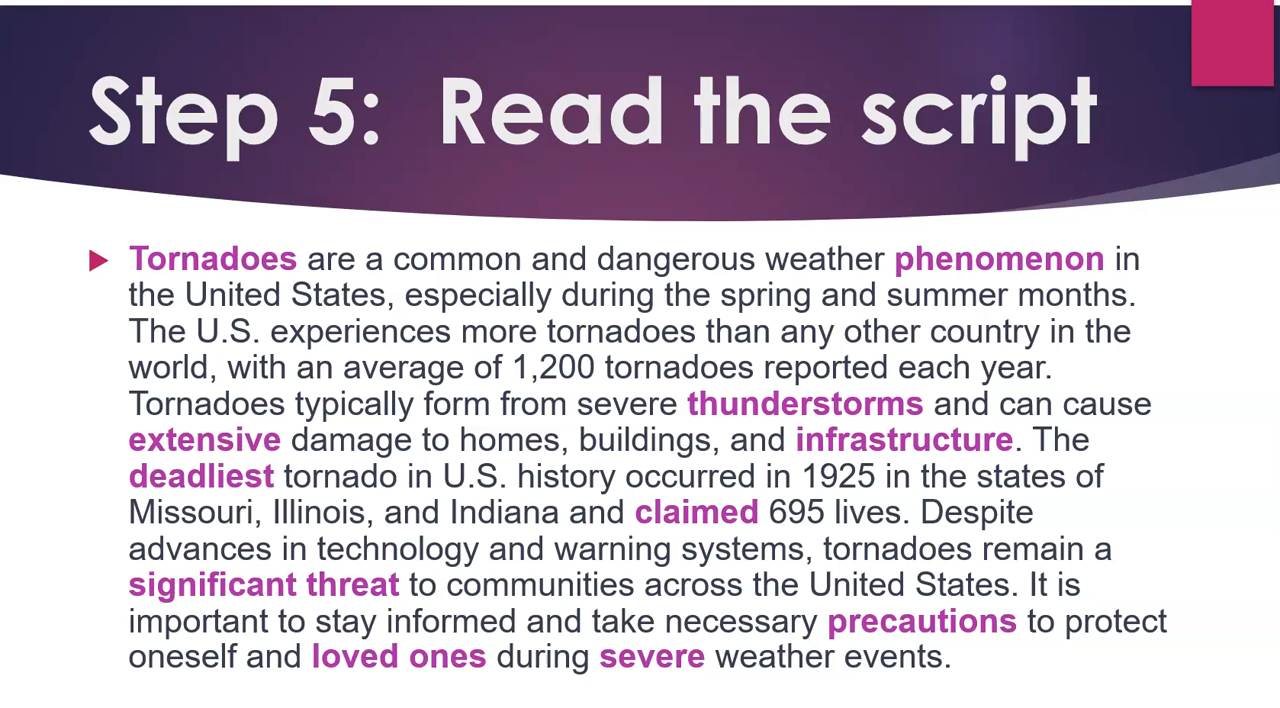 Step 5: Read the script
Tornadoes are a common and dangerous weather phenomenon in
the United States, especially during the spring and summer months.
The U.S. experiences more tornadoes than any other country in the
world, with an average of 1,200 tornadoes reported each year.
Tornadoes typically form from severe thunderstorms and can cause
extensive damage to homes, buildings, and infrastructure. The
deadliest tornado in U.S. history occurred in 1925 in the states of
Missouri, Illinois, and Indiana and claimed 695 lives. Despite
advances in technology and warning systems, tornadoes remain a
significant threat to communities across the United States. It is
important to stay informed and take necessary precautions to protect
oneself and loved ones during severe weather events.